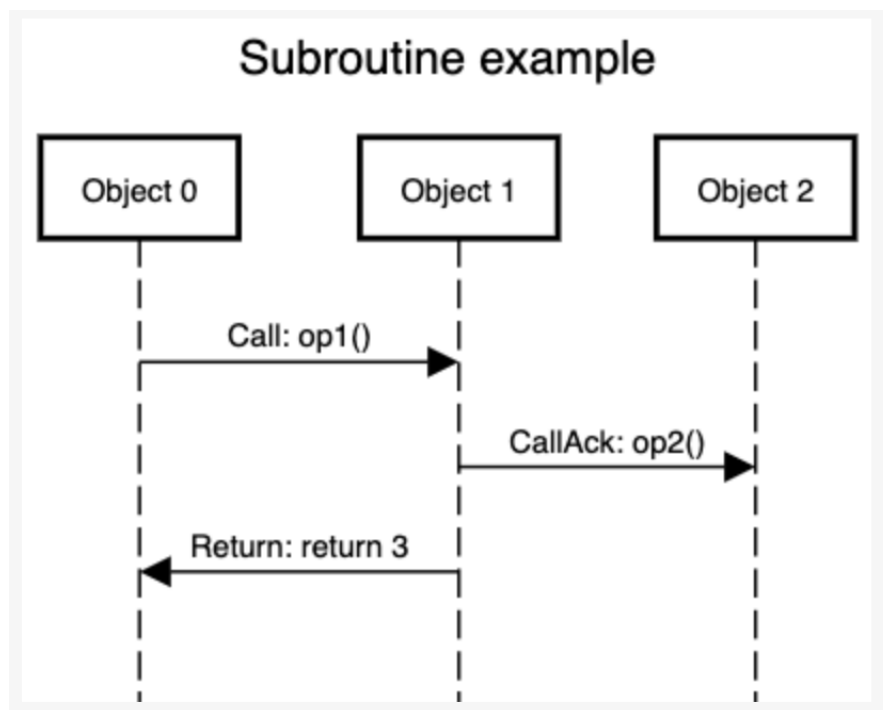 Subroutine example
Object 0
Object 1
Object 2
Call: op1()
CallAck: op2()
Return: return 3